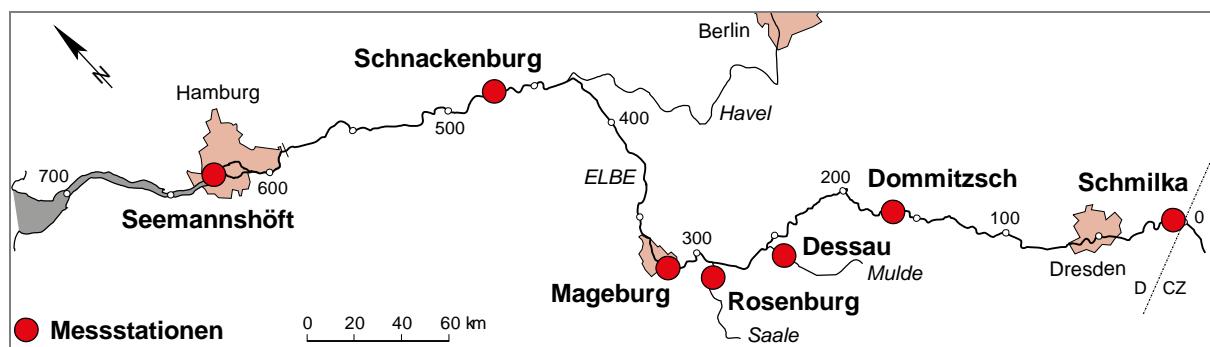 Berlin
Schnackenburg
Hamburg
N
500
400
Havel
700
600
ELBE
200
Dommitzsch
Schmilka
Seemannshöft
300
100
0
Dessau
Mulde
Dresden
D
CZ
Mageburg
Rosenburg
Saale
Messstationen
0 20 40 60 km